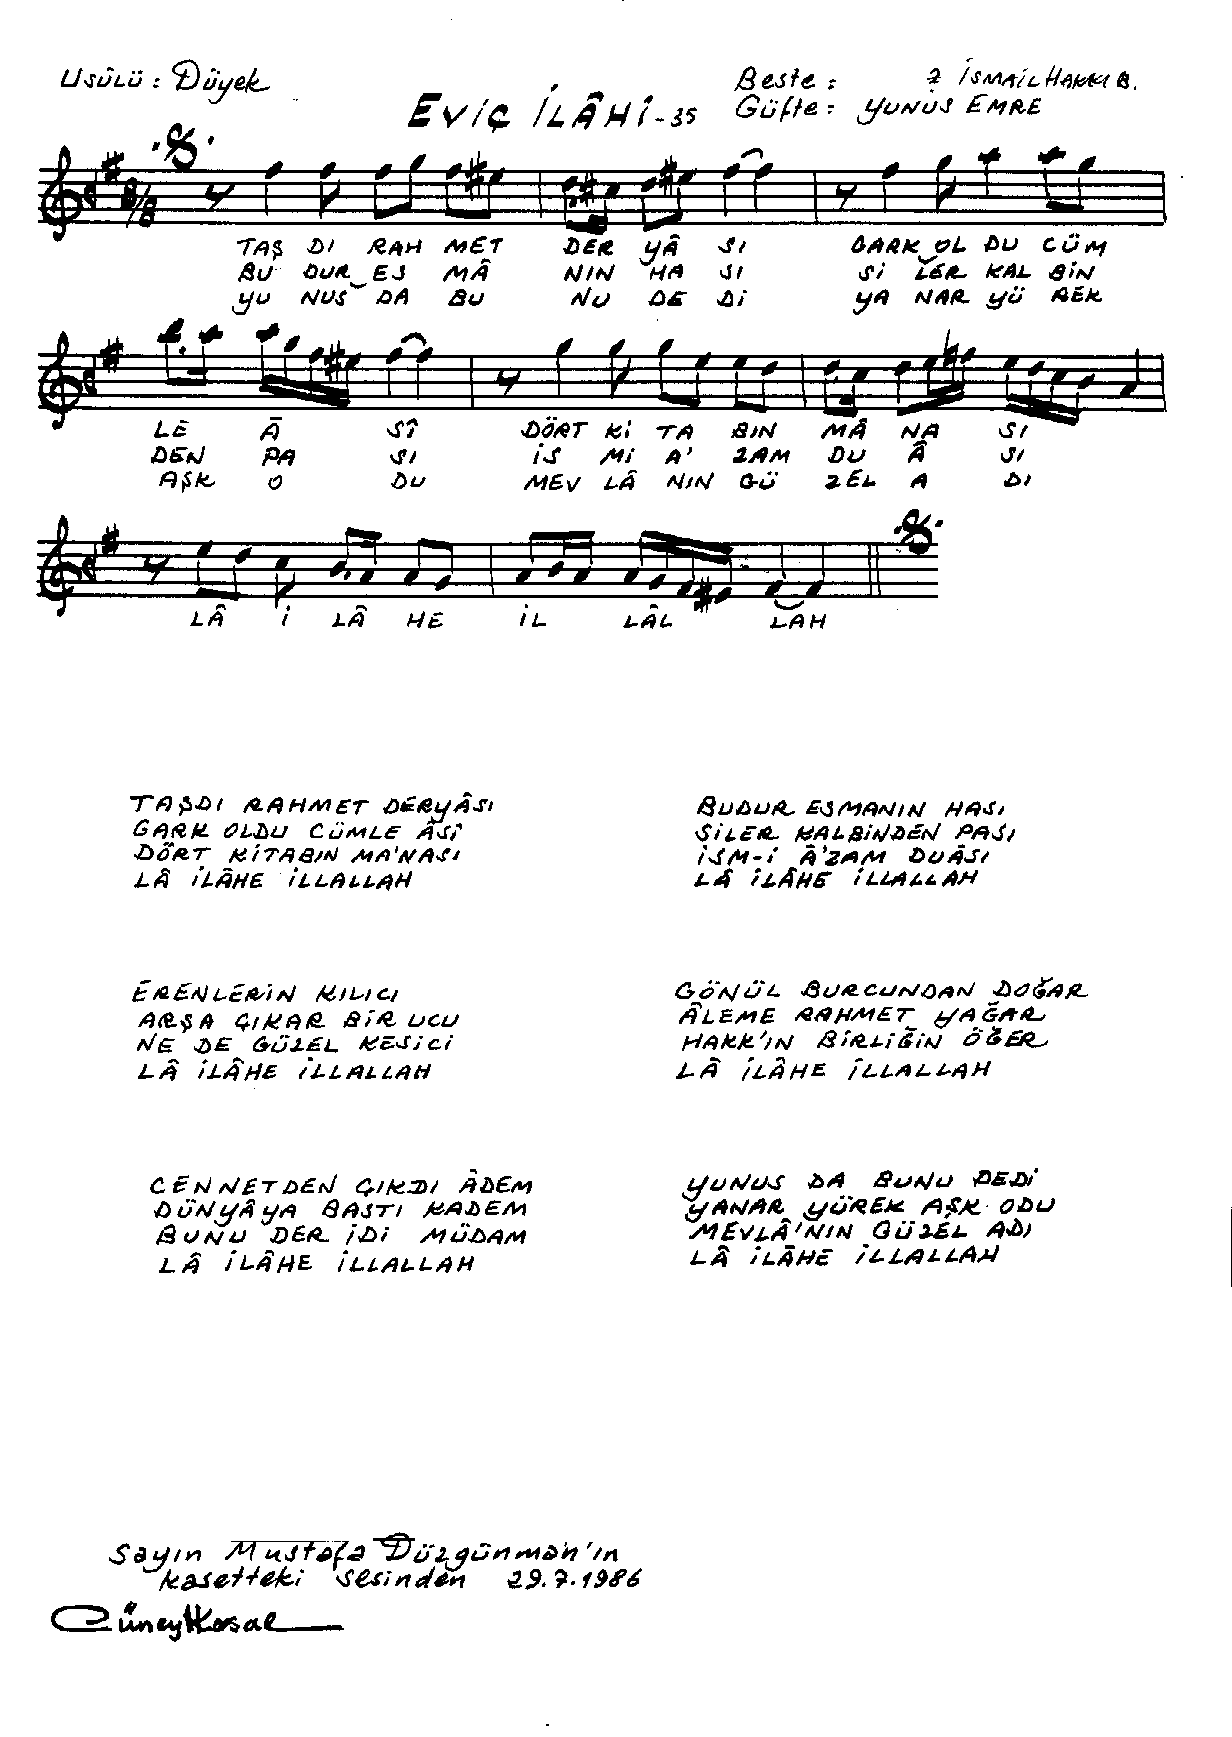 Usûlü : Düyek
Beste : ? İSMAİL HAKKI B.
EVİÇ İLÂHİ - 35
Güfte : YUNUS EMRE
8/8
TAŞ DI RAH MET DER YÂ SI GARK OL DU CÜM
BU DUR ES MÂ NIN HA SI Sİ LER KAL BİN
YU NUS DA BU NU DE Dİ YA NAR YÜ REK
LE Â SÎ DÖRT Kİ TA BIN MÂ NA SI
DEN PA SI İS Mİ A' ZAM DU Â SI
AŞK O DU MEV LÂ NIN GÜ ZEL A DI
LÂ İ LÂ HE İL LÂL LAH
TAŞDI RAHMET DERYÂSI
GARK OLDU CÜMLE ÂSÎ
DÖRT KİTABIN MA'NASI
LÂ İLÂHE İLLALLAH
BUDUR ESMANIN HASI
SİLER KALBİNDEN PASI
İSM-İ Â'ZAM DUÂSI
LÂ İLÂHE İLLALLAH
ERENLERİN KILICI
ARŞA ÇIKAR BİR UCU
NE DE GÜZEL KESİCİ
LÂ İLÂHE İLLALLAH
GÖNÜL BURCUNDAN DOĞAR
ÂLEME RAHMET YAĞAR
HAKK'IN BİRLİĞİN ÖĞER
LÂ İLÂHE İLLALLAH
CENNETDEN ÇIKDI ÂDEM
DÜNYÂYA BASTI KADEM
BUNU DER İDİ MÜDAM
LÂ İLÂHE İLLALLAH
YUNUS DA BUNU DEDİ
YANAR YÜREK AŞK ODU
MEVLÂ'NIN GÜZEL ADI
LÂ İLÂHE İLLALLAH
Sayın Mustafa Düzgünman'ın
kasetteki sesinden 29.7.1986
Cüneyt Kosal